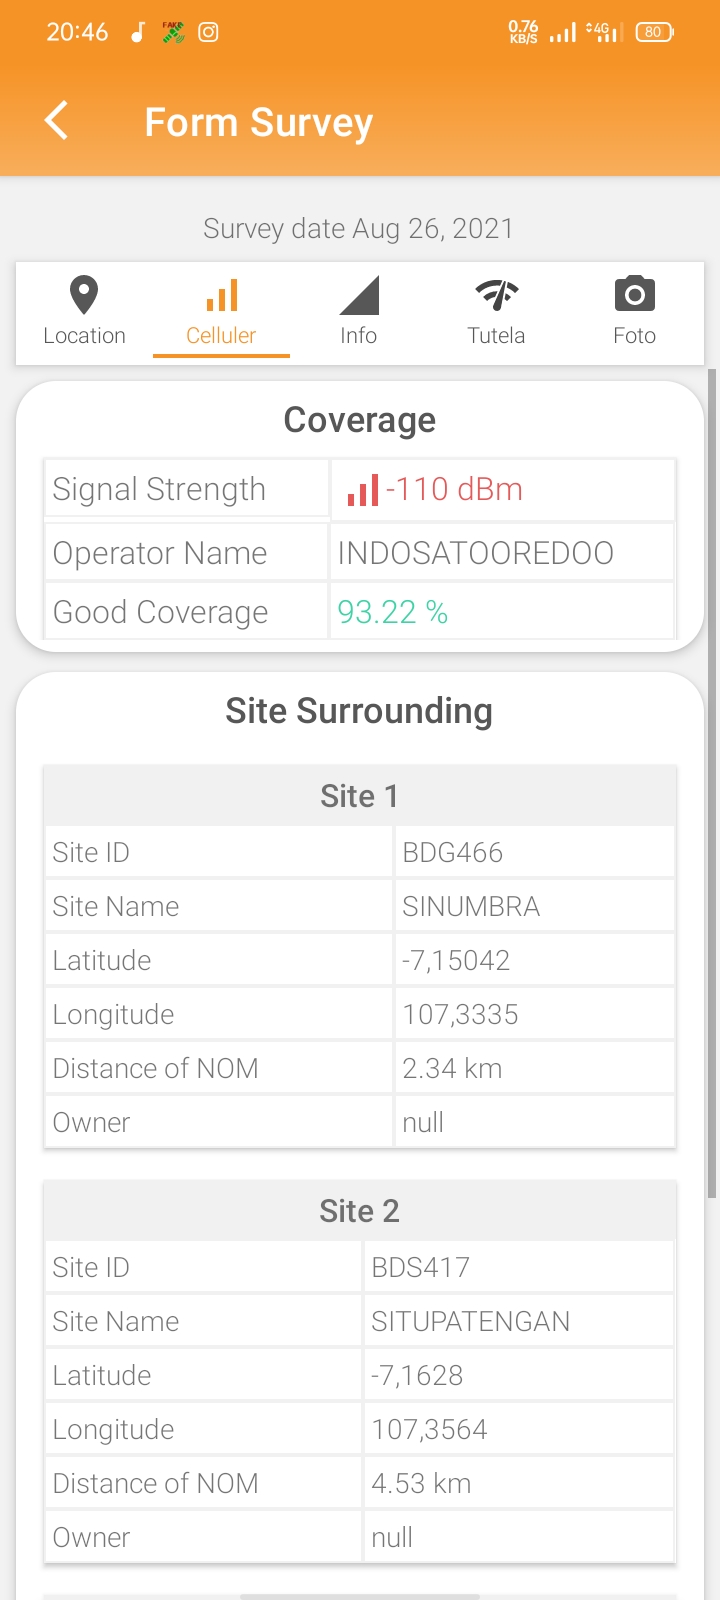 20:46 FAKE 0.76 KB/S 4G 80
Form Survey
Survey date Aug 26, 2021
Location Celluler Info Tutela Foto
Coverage
Signal Strength -110 dBm
Operator Name INDOSATOOREDOO
Good Coverage 93.22 %
Site Surrounding
Site 1
Site ID BDG466
Site Name SINUMBRA
Latitude -7,15042
Longitude 107,3335
Distance of NOM 2.34 km
Owner null
Site 2
Site ID BDS417
Site Name SITUPATENGAN
Latitude -7,1628
Longitude 107,3564
Distance of NOM 4.53 km
Owner null